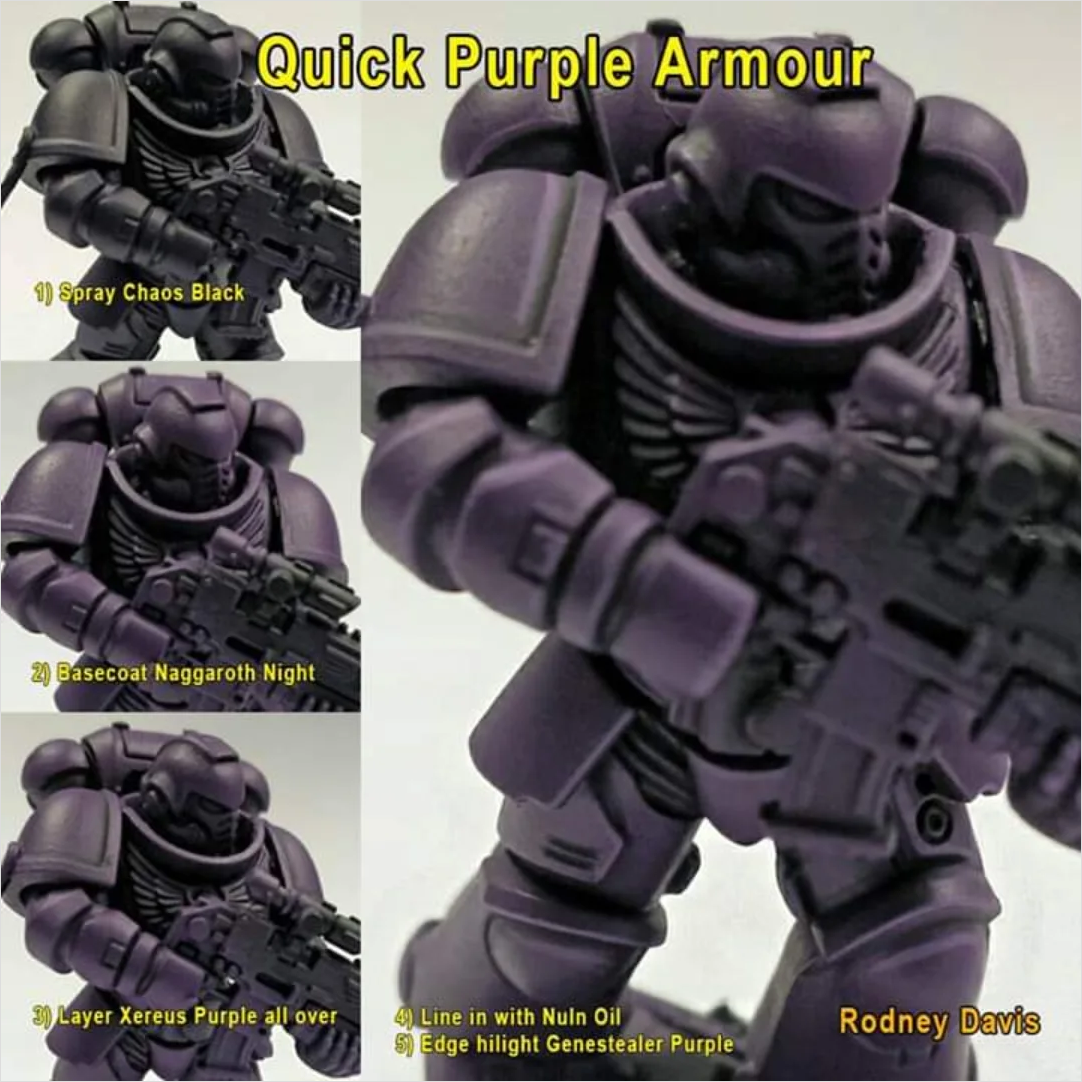 Quick Purple Armour
1) Spray Chaos Black
2) Basecoat Naggaroth Night
3) Layer Xereus Purple all over
4) Line in with Nuln Oil
5) Edge hilight Genestealer Purple
Rodney Davis